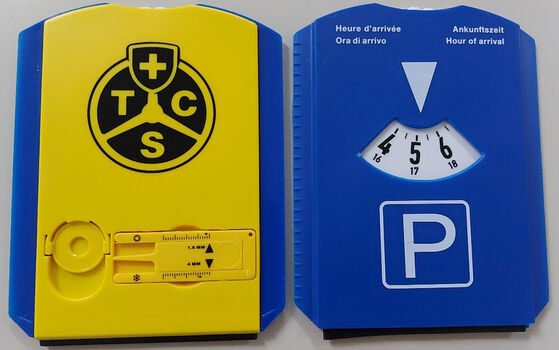 T C
S
1.6 MM
4 MM
Heure d'arrivée Ankunftszeit
Ora di arrivo Hour of arrival
4 5 6
16 17 18
P